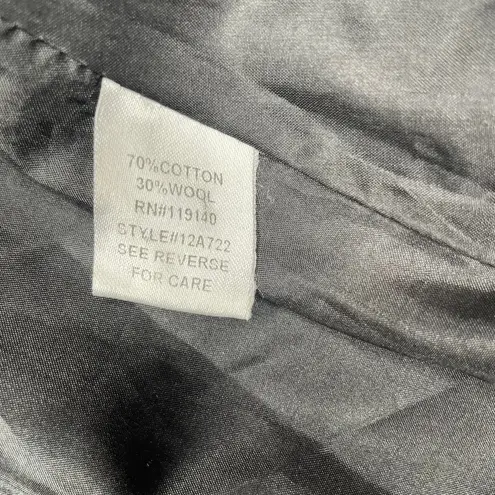 70%COTTON
30%WOOL
RN#119140
STYLE#12A722
SEE REVERSE
FOR CARE